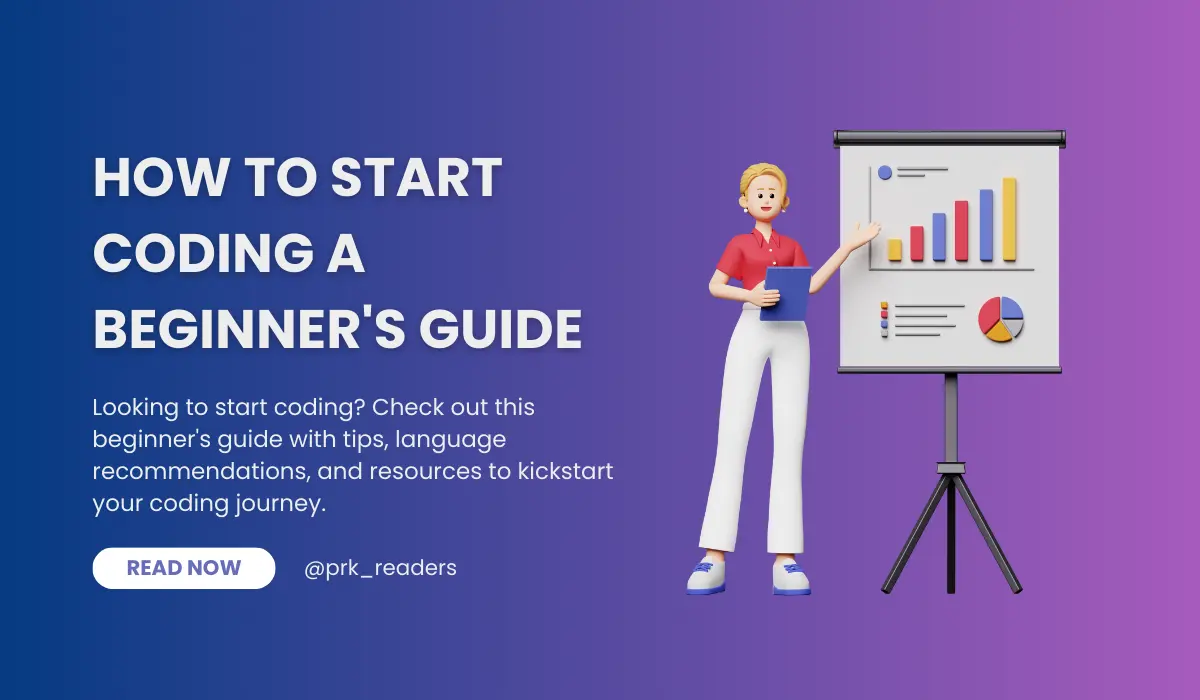 HOW TO START
CODING A
BEGINNER'S GUIDE
Looking to start coding? Check out this
beginner's guide with tips, language
recommendations, and resources to kickstart
your coding journey.
READ NOW
@prk_readers